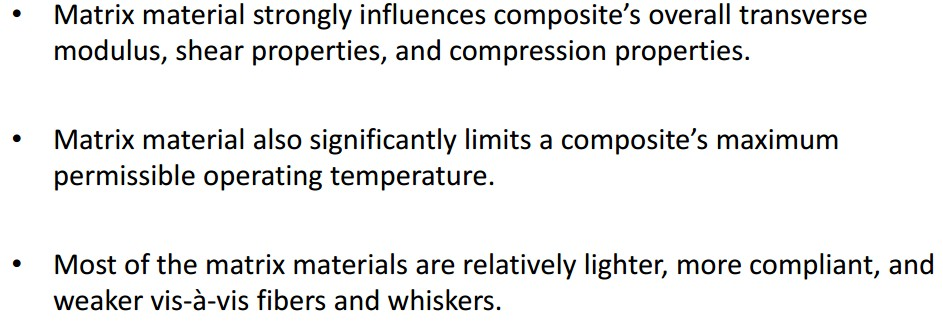 • Matrix material strongly influences composite’s overall transverse
modulus, shear properties, and compression properties.
• Matrix material also significantly limits a composite’s maximum
permissible operating temperature.
• Most of the matrix materials are relatively lighter, more compliant, and
weaker vis-à-vis fibers and whiskers.